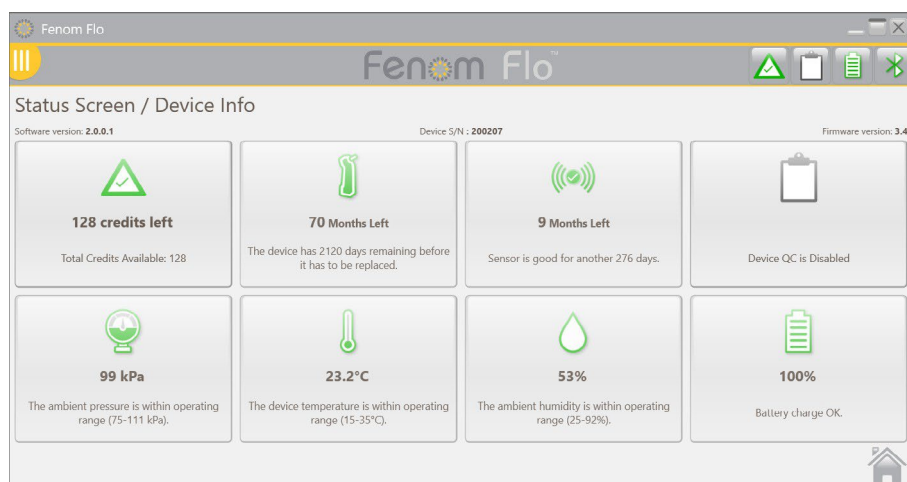 Fenom Flo
Fenom Flo™
Status Screen / Device Info
Software version: 2.0.0.1
Device S/N : 200207
Firmware version: 3.4
128 credits left
Total Credits Available: 128
70 Months Left
The device has 2120 days remaining before
it has to be replaced.
9 Months Left
Sensor is good for another 276 days.
Device QC is Disabled
99 kPa
The ambient pressure is within operating
range (75-111 kPa).
23.2°C
The device temperature is within operating
range (15-35°C).
53%
The ambient humidity is within operating
range (25-92%).
100%
Battery charge OK.